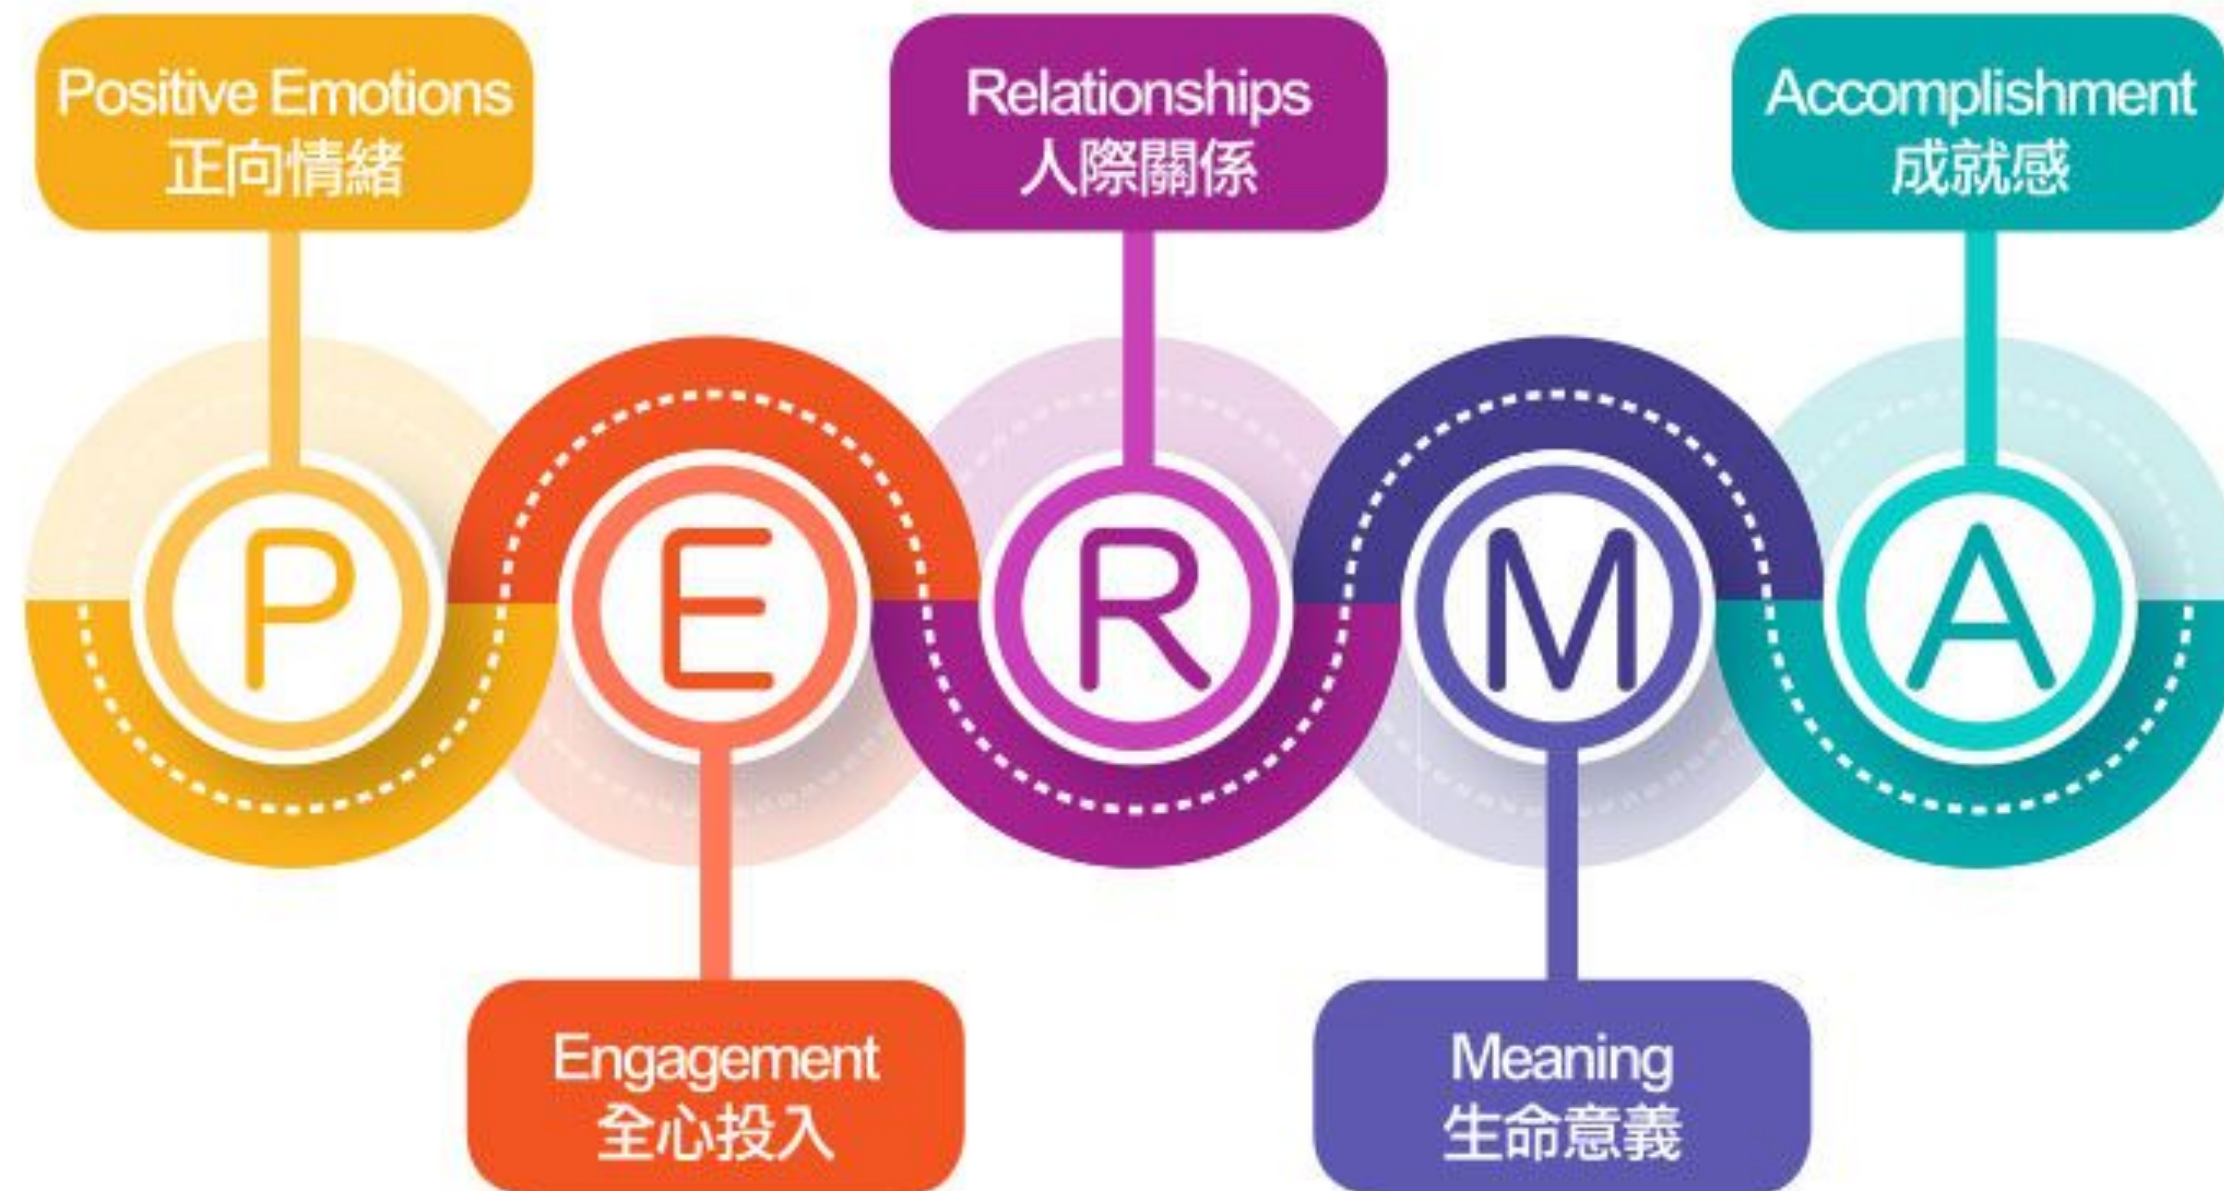 Positive Emotions
正向情緒
Relationships
人際關係
Accomplishment
成就感
P
E
R
M
A
Engagement
全心投入
Meaning
生命意義